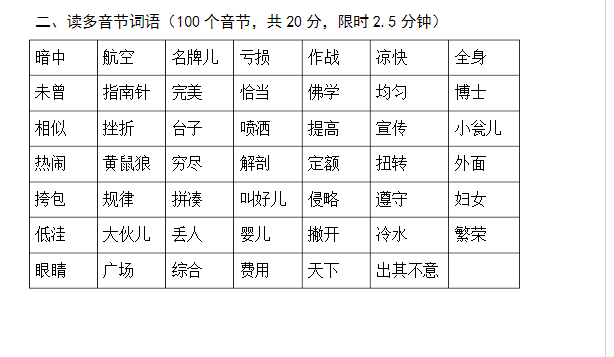 二、读多音节词语（100 个音节，共 20 分，限时 2.5 分钟）
暗中 航空 名牌儿 亏损 作战 凉快 全身
未曾 指南针 完美 恰当 佛学 均匀 博士
相似 挫折 台子 喷洒 提高 宣传 小瓮儿
热闹 黄鼠狼 穷尽 解剖 定额 扭转 外面
挎包 规律 拼凑 叫好儿 侵略 遵守 妇女
低洼 大伙儿 丢人 婴儿 撇开 冷水 繁荣
眼睛 广场 综合 费用 天下 出其不意